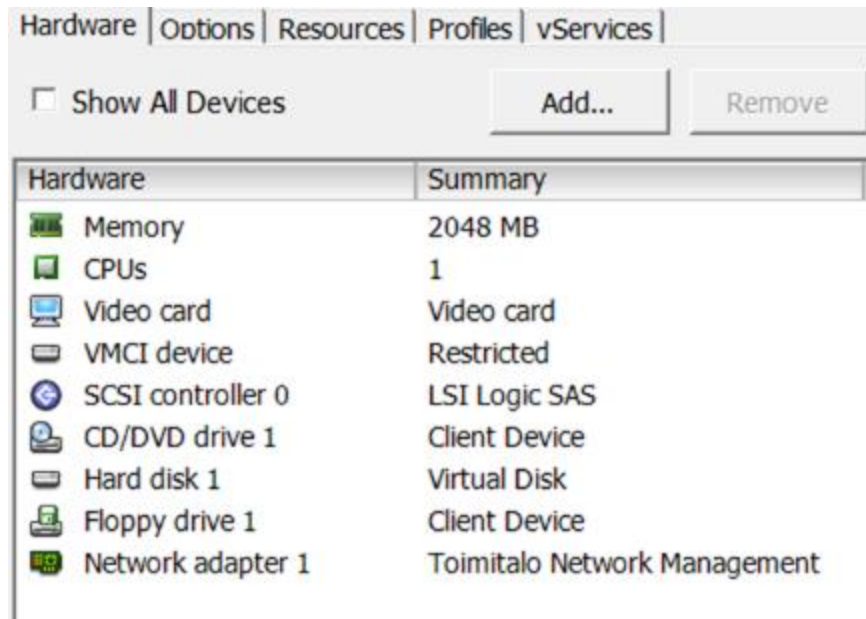 Hardware Options Resources Profiles vServices
Show All Devices Add... Remove
Hardware Summary
Memory 2048 MB
CPUs 1
Video card Video card
VMCI device Restricted
SCSI controller 0 LSI Logic SAS
CD/DVD drive 1 Client Device
Hard disk 1 Virtual Disk
Floppy drive 1 Client Device
Network adapter 1 Toimitalo Network Management